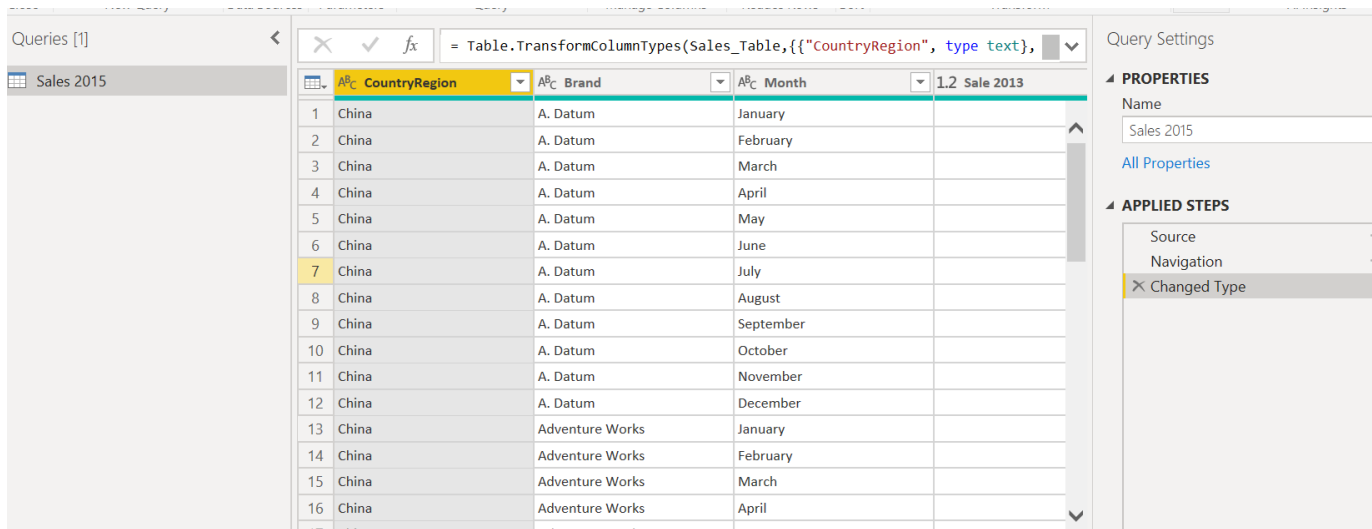 Queries [1]
Sales 2015
fx
= Table.TransformColumnTypes(Sales_Table,{{"CountryRegion", type text},
ABC CountryRegion ABC Brand ABC Month 1.2 Sale 2013
1 China A. Datum January
2 China A. Datum February
3 China A. Datum March
4 China A. Datum April
5 China A. Datum May
6 China A. Datum June
7 China A. Datum July
8 China A. Datum August
9 China A. Datum September
10 China A. Datum October
11 China A. Datum November
12 China A. Datum December
13 China Adventure Works January
14 China Adventure Works February
15 China Adventure Works March
16 China Adventure Works April
Query Settings
PROPERTIES
Name
Sales 2015
All Properties
APPLIED STEPS
Source
Navigation
Changed Type